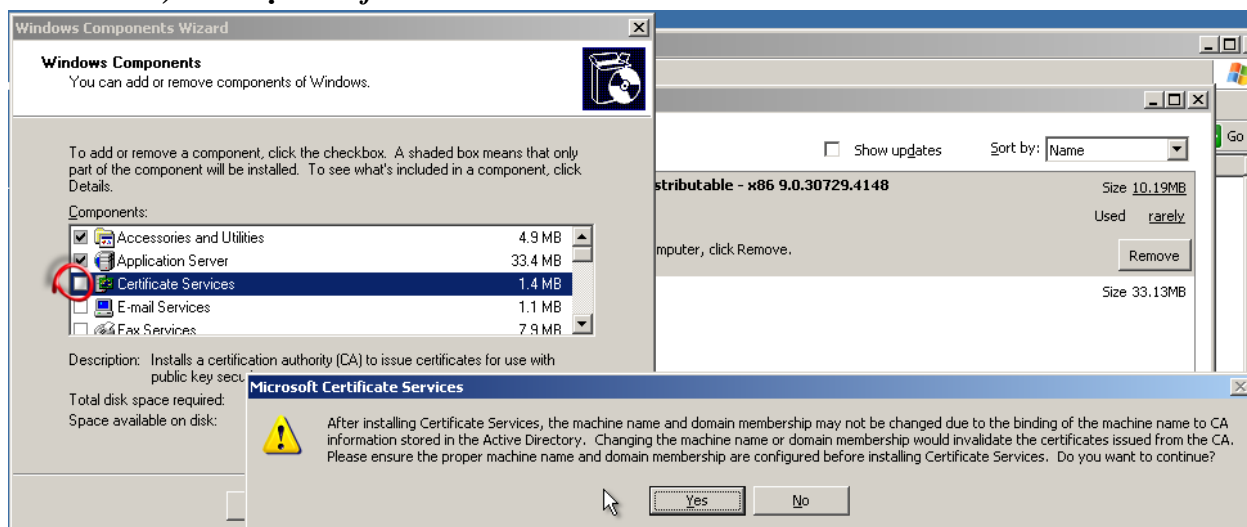 Windows Components Wizard
Windows Components
You can add or remove components of Windows.
To add or remove a component, click the checkbox. A shaded box means that only
part of the component will be installed. To see what's included in a component, click
Details.
Components:
Accessories and Utilities 4.9 MB
Application Server 33.4 MB
Certificate Services 1.4 MB
E-mail Services 1.1 MB
Fax Services 7.9 MB
Description: Installs a certification authority (CA) to issue certificates for use with
public key
Total disk space required:
Space available on disk:
Go
Show updates Sort by: Name
stributable - x86 9.0.30729.4148 Size 10.19MB
Used rarely
mputer, click Remove. Remove
Size 33.13MB
Microsoft Certificate Services
After installing Certificate Services, the machine name and domain membership may not be changed due to the binding of the machine name to CA
information stored in the Active Directory. Changing the machine name or domain membership would invalidate the certificates issued from the CA.
Please ensure the proper machine name and domain membership are configured before installing Certificate Services. Do you want to continue?
Yes No